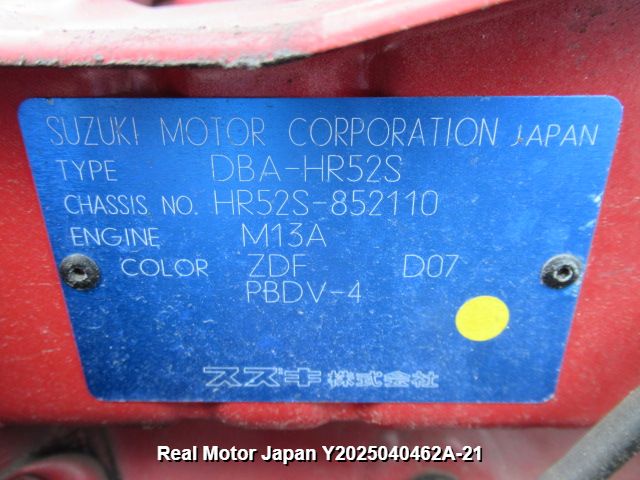 SUZUKI MOTOR CORPORATION JAPAN
TYPE DBA-HR52S
CHASSIS NO. HR52S-852110
ENGINE M13A
COLOR ZDF D07
PBDV-4
スズキ株式会社
Real Motor Japan Y2025040462A-21